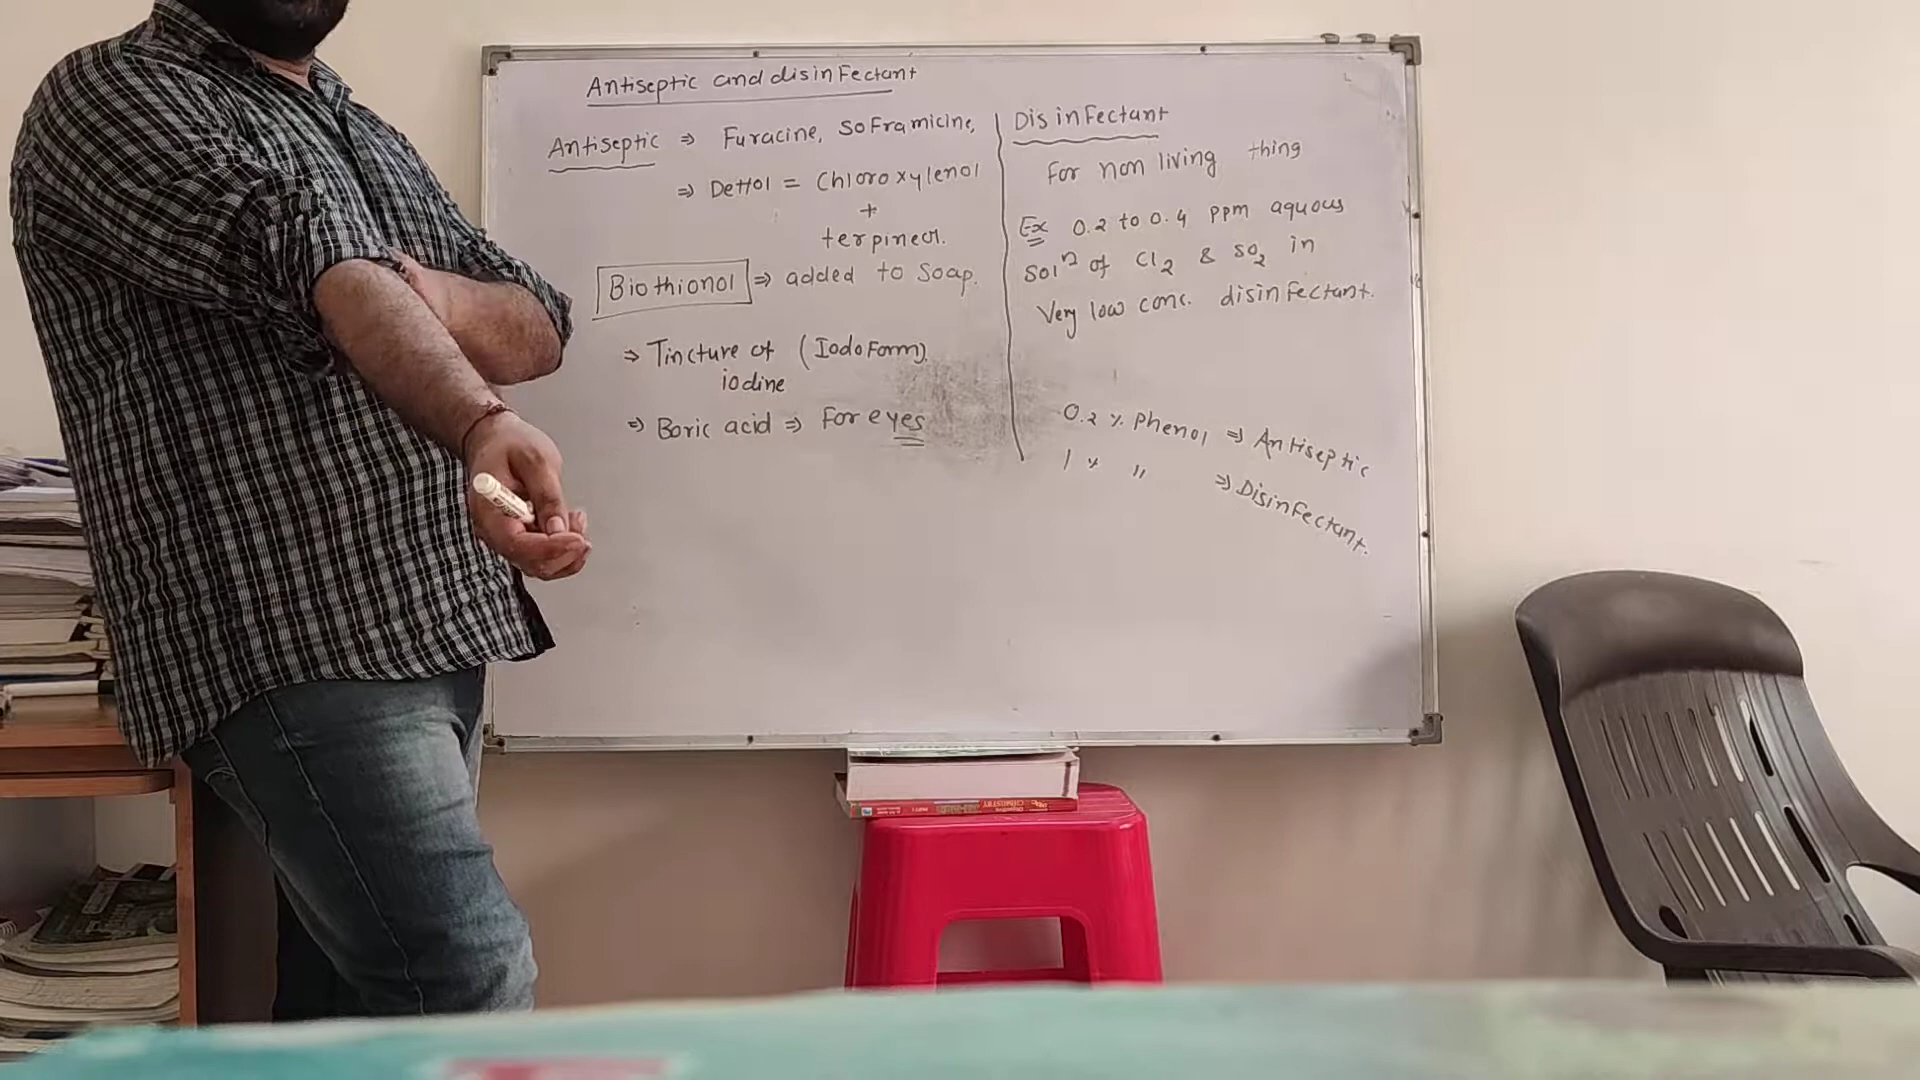 Antiseptic and disinfectant
Antiseptic ⇒ Furacine, Soframicine,
⇒ Dettol = Chloroxylenol
+
terpineol.
Biothionol ⇒ added to soap.
⇒ Tincture of (Iodoform).
iodine
⇒ Boric acid ⇒ For eyes
Disinfectant
For non living thing
Ex 0.2 to 0.4 ppm aquous
solⁿ of Cl₂ & SO₂ in
Very low conc. disinfectant.
0.2 % Phenol ⇒ Antiseptic
1 % " ⇒ Disinfectant.
CHEMISTRY